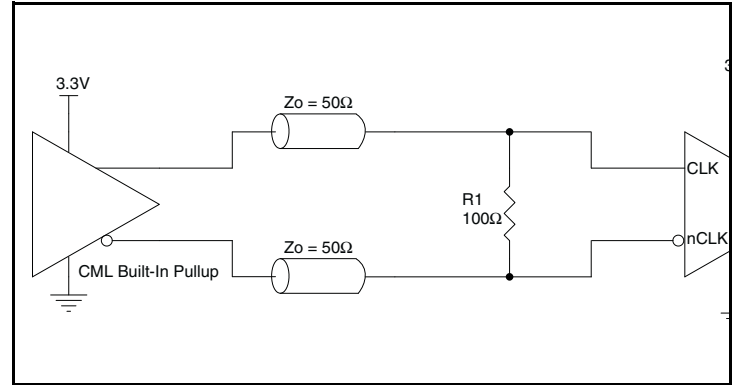 3.3V
Zo = 50Ω
CLK
R1
100Ω
nCLK
Zo = 50Ω
CML Built-In Pullup